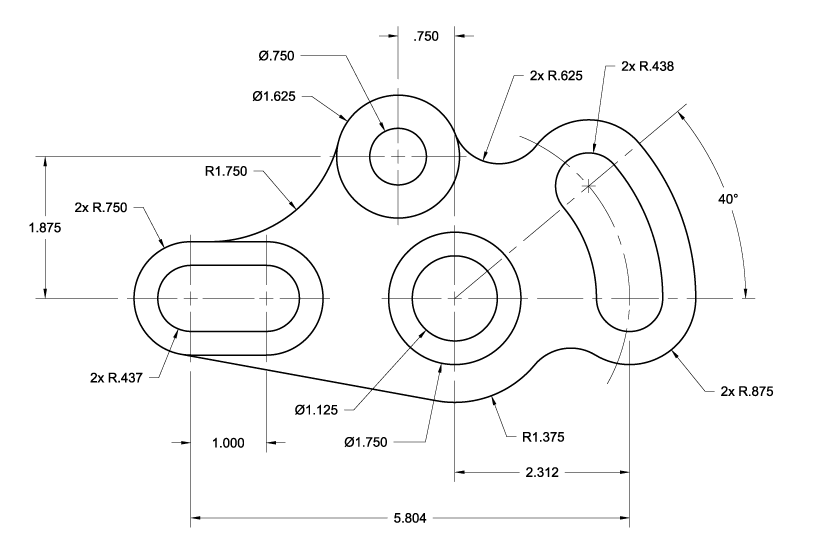 .750
Ø.750
2x R.438
2x R.625
Ø1.625
R1.750
40°
2x R.750
1.875
2x R.437
2x R.875
Ø1.125
R1.375
Ø1.750
1.000
2.312
5.804